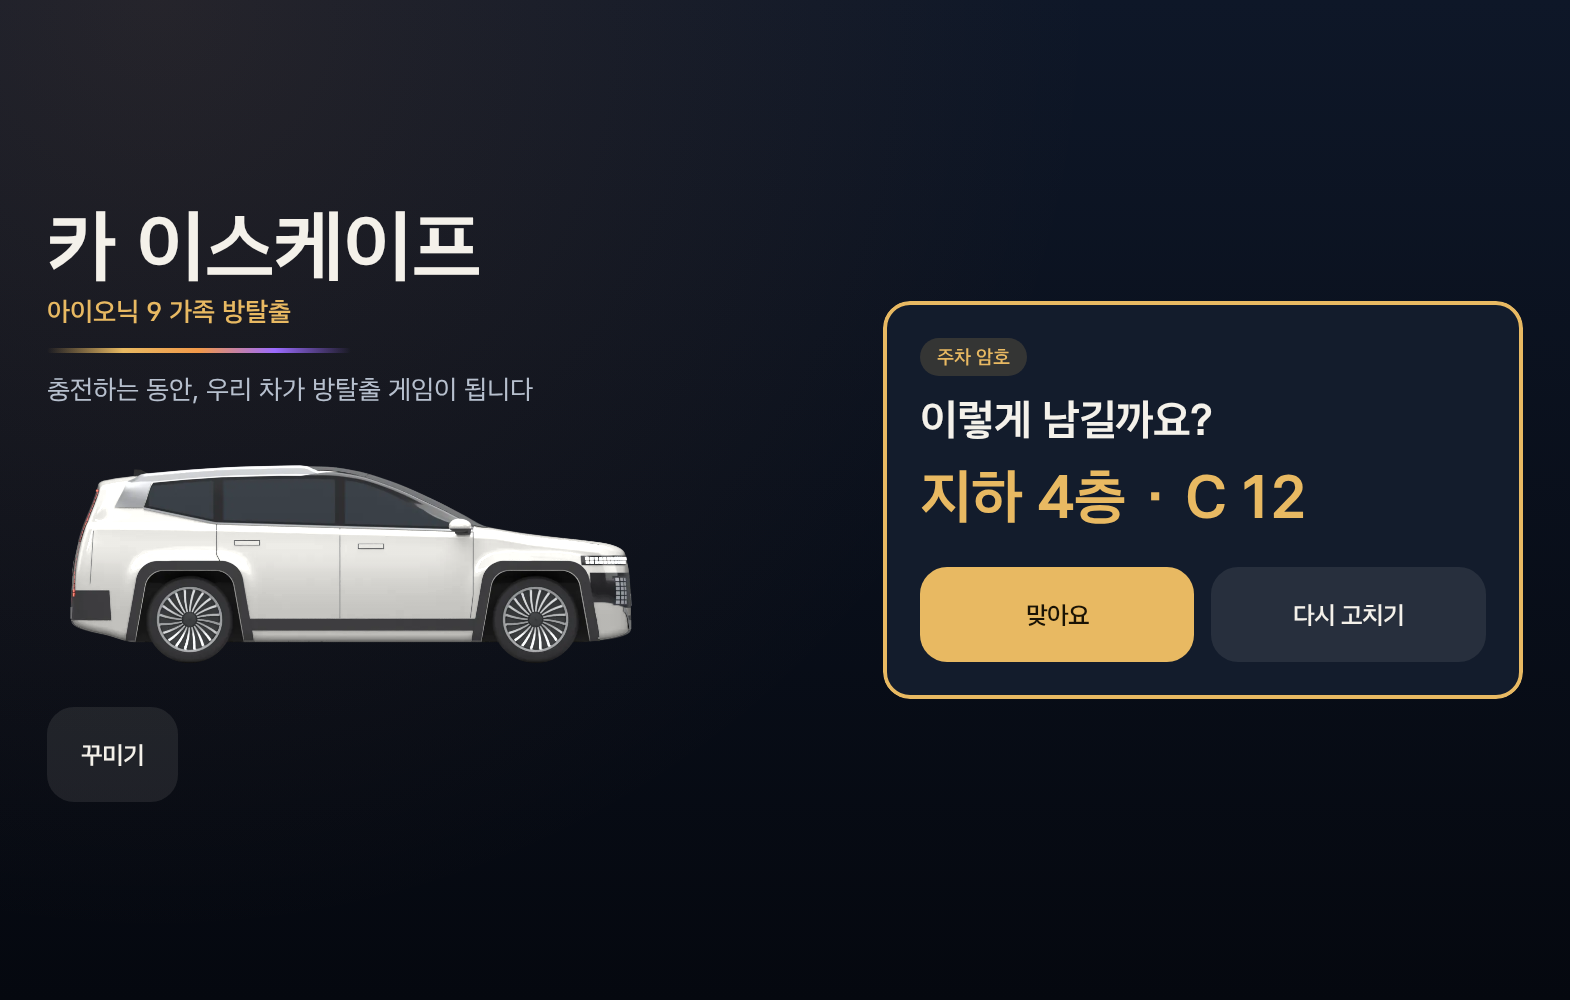 카 이스케이프
아이오닉 9 가족 방탈출
충전하는 동안, 우리 차가 방탈출 게임이 됩니다
꾸미기
주차 암호
이렇게 남길까요?
지하 4층 · C 12
맞아요
다시 고치기